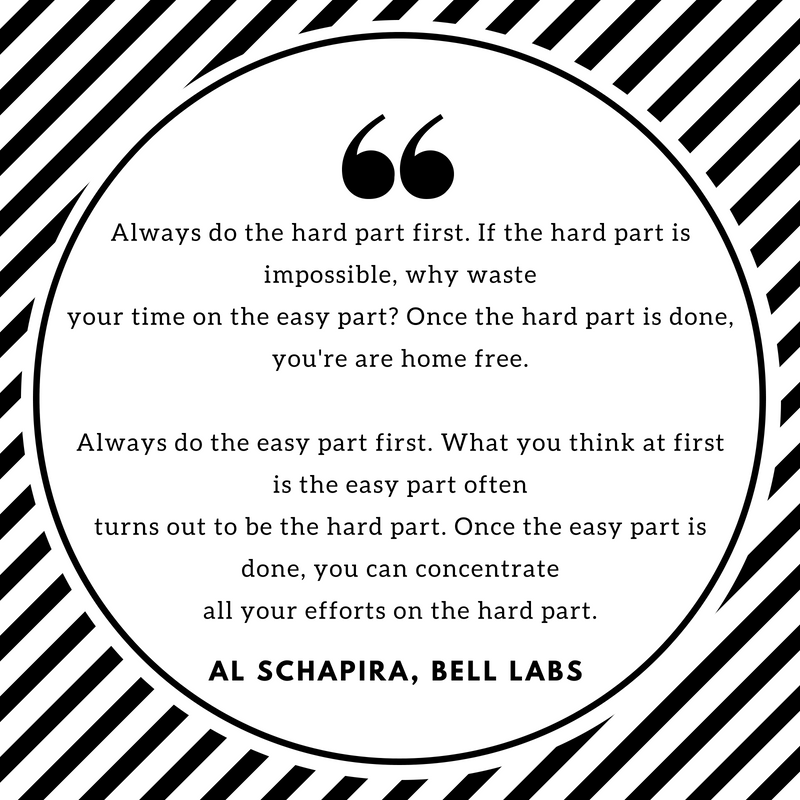 “
Always do the hard part first. If the hard part is
impossible, why waste
your time on the easy part? Once the hard part is done,
you're are home free.
Always do the easy part first. What you think at first
is the easy part often
turns out to be the hard part. Once the easy part is
done, you can concentrate
all your efforts on the hard part.
AL SCHAPIRA, BELL LABS